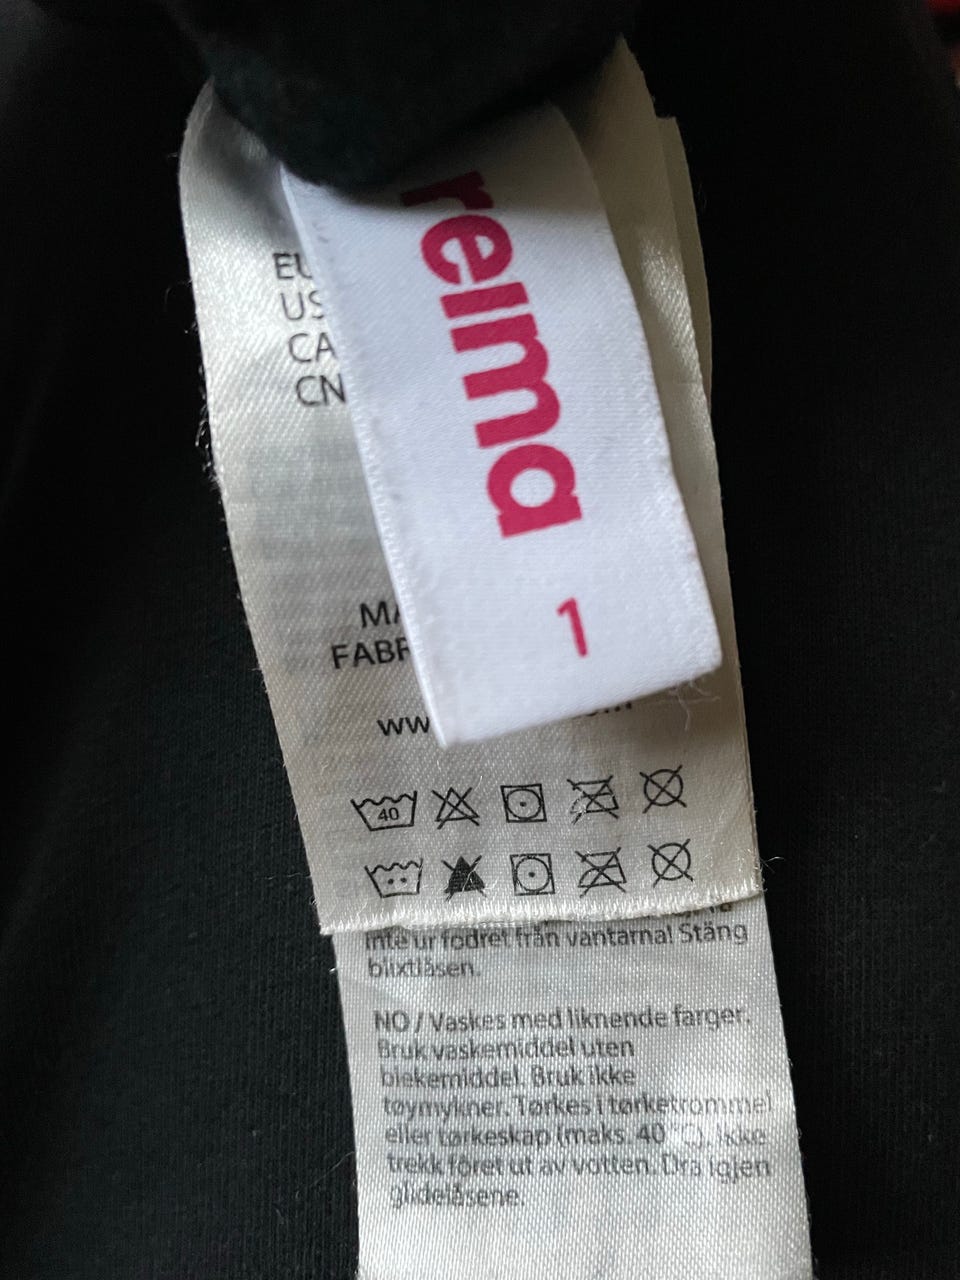 reima
1
EU
US
CA
CN
MA
FABR
ww
40
inte ur fodret från vantarna! Stäng
blixtlåsen.
NO / Vaskes med liknende farger.
Bruk vaskemiddel uten
blekemiddel. Bruk ikke
tøymykner. Tørkes i tørketrommel
eller tørkeskap (maks. 40 °C). Ikke
trekk fôret ut av votten. Dra igjen
glidelåsene.